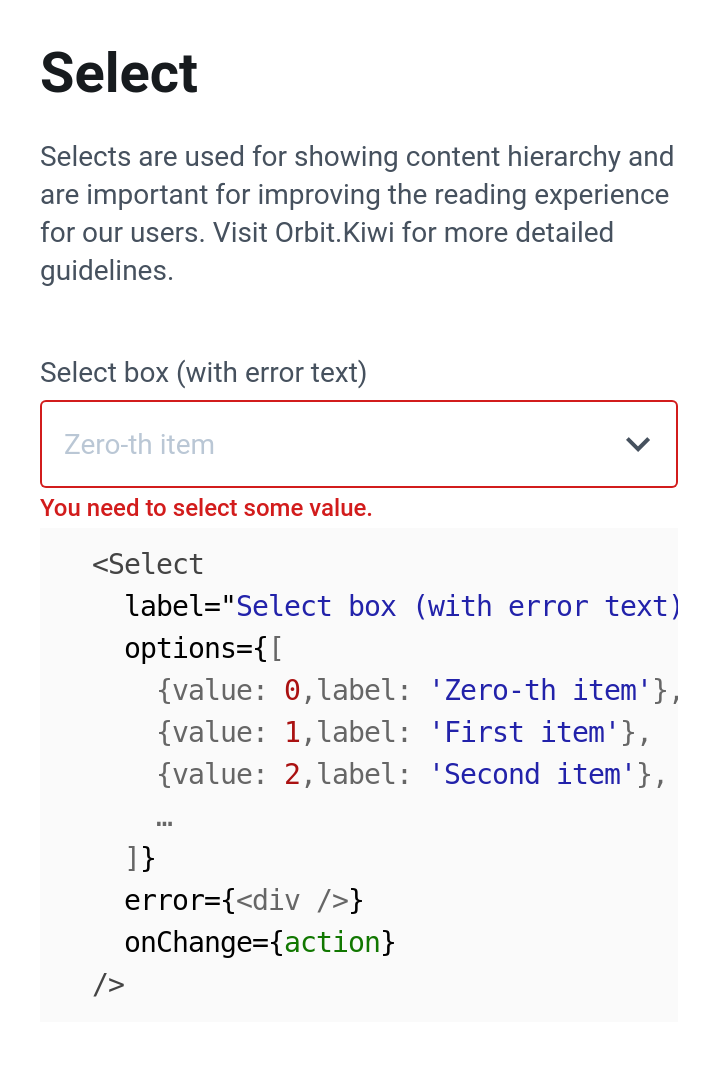 Select
Selects are used for showing content hierarchy and
are important for improving the reading experience
for our users. Visit Orbit.Kiwi for more detailed
guidelines.
Select box (with error text)
Zero-th item
You need to select some value.
<Select
label="Select box (with error text)
options={[
{value: 0,label: 'Zero-th item'},
{value: 1,label: 'First item'},
{value: 2,label: 'Second item'},
…
]}
error={<div />}
onChange={action}
/>